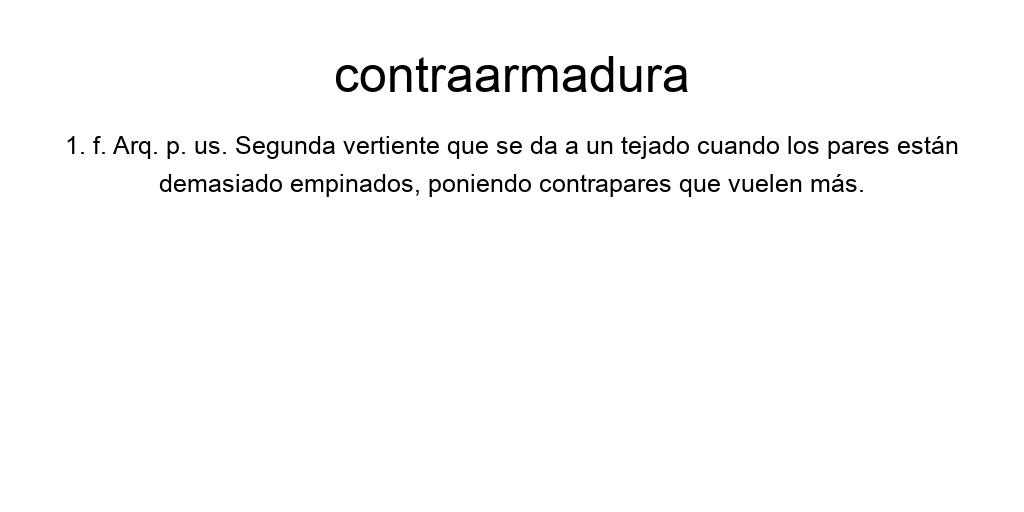 contraarmadura
1. f. Arq. p. us. Segunda vertiente que se da a un tejado cuando los pares están
demasiado empinados, poniendo contrapares que vuelen más.